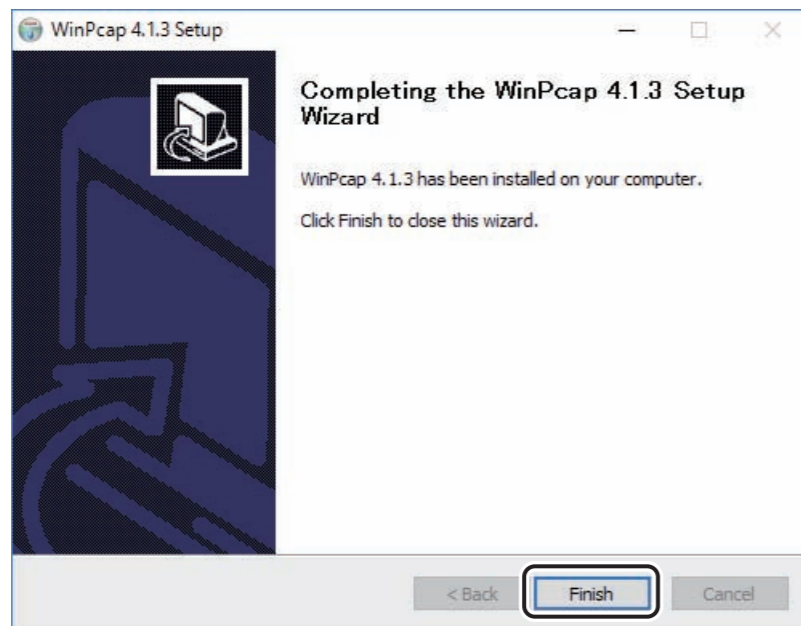 WinPcap 4.1.3 Setup
Completing the WinPcap 4.1.3 Setup
Wizard
WinPcap 4.1.3 has been installed on your computer.
Click Finish to close this wizard.
< Back Finish Cancel